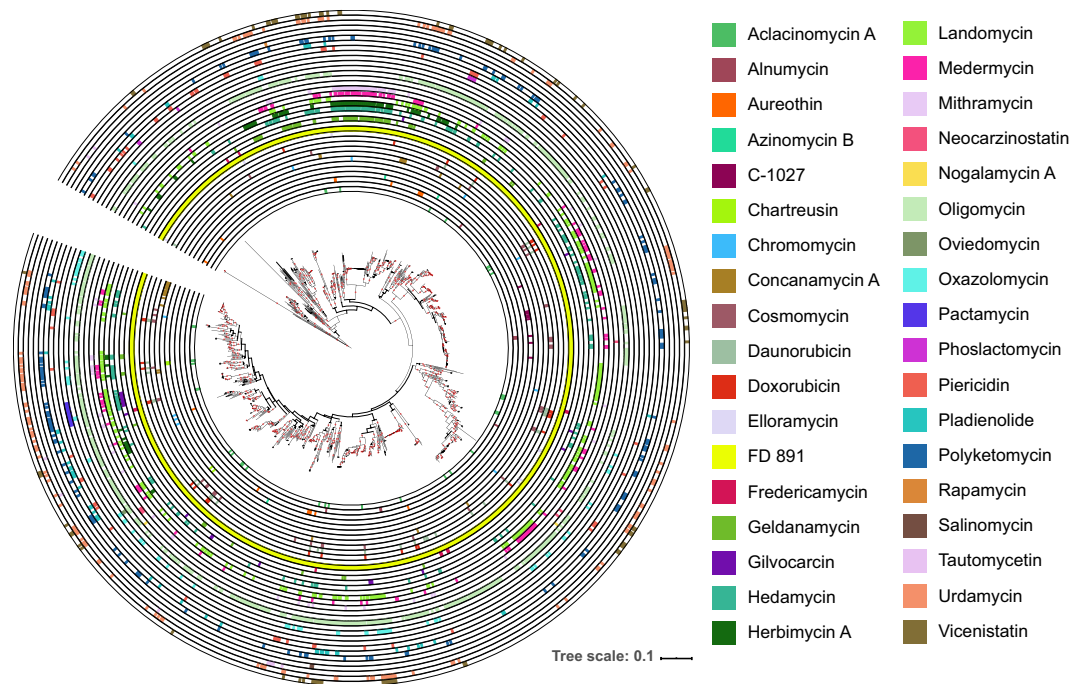 Aclacinomycin A
Alnumycin
Aureothin
Azinomycin B
C-1027
Chartreusin
Chromomycin
Concanamycin A
Cosmomycin
Daunorubicin
Doxorubicin
Elloramycin
FD 891
Fredericamycin
Geldanamycin
Gilvocarcin
Hedamycin
Herbimycin A
Landomycin
Medermycin
Mithramycin
Neocarzinostatin
Nogalamycin A
Oligomycin
Oviedomycin
Oxazolomycin
Pactamycin
Phoslactomycin
Piericidin
Pladienolide
Polyketomycin
Rapamycin
Salinomycin
Tautomycetin
Urdamycin
Vicenistatin
Tree scale: 0.1